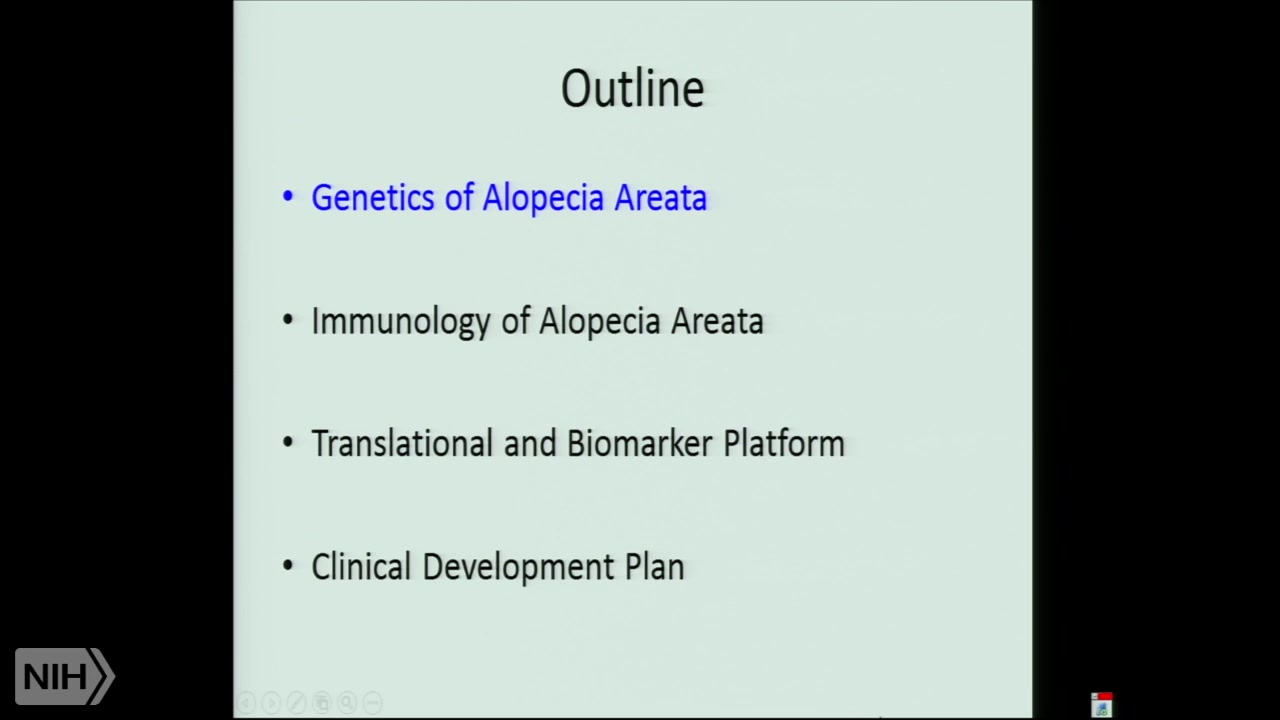 Outline
• Genetics of Alopecia Areata
• Immunology of Alopecia Areata
• Translational and Biomarker Platform
• Clinical Development Plan
NIH